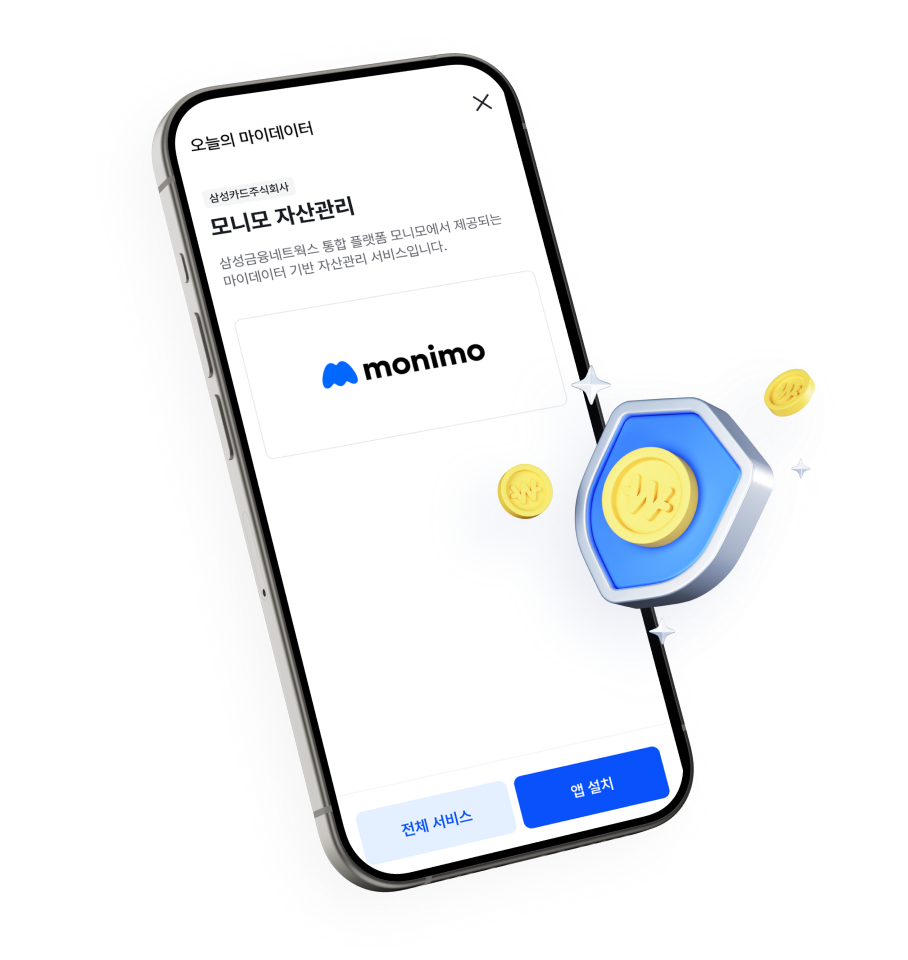 오늘의 마이데이터
삼성카드주식회사
모니모 자산관리
삼성금융네트웍스 통합 플랫폼 모니모에서 제공되는
마이데이터 기반 자산관리 서비스입니다.
monimo
전체 서비스
앱 설치